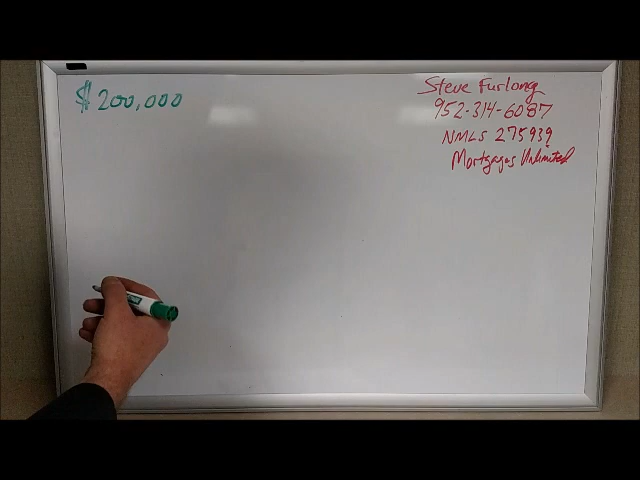 $ 200,000
Steve Furlong
952-314-6087
NMLS 275939
Mortgages Unlimited